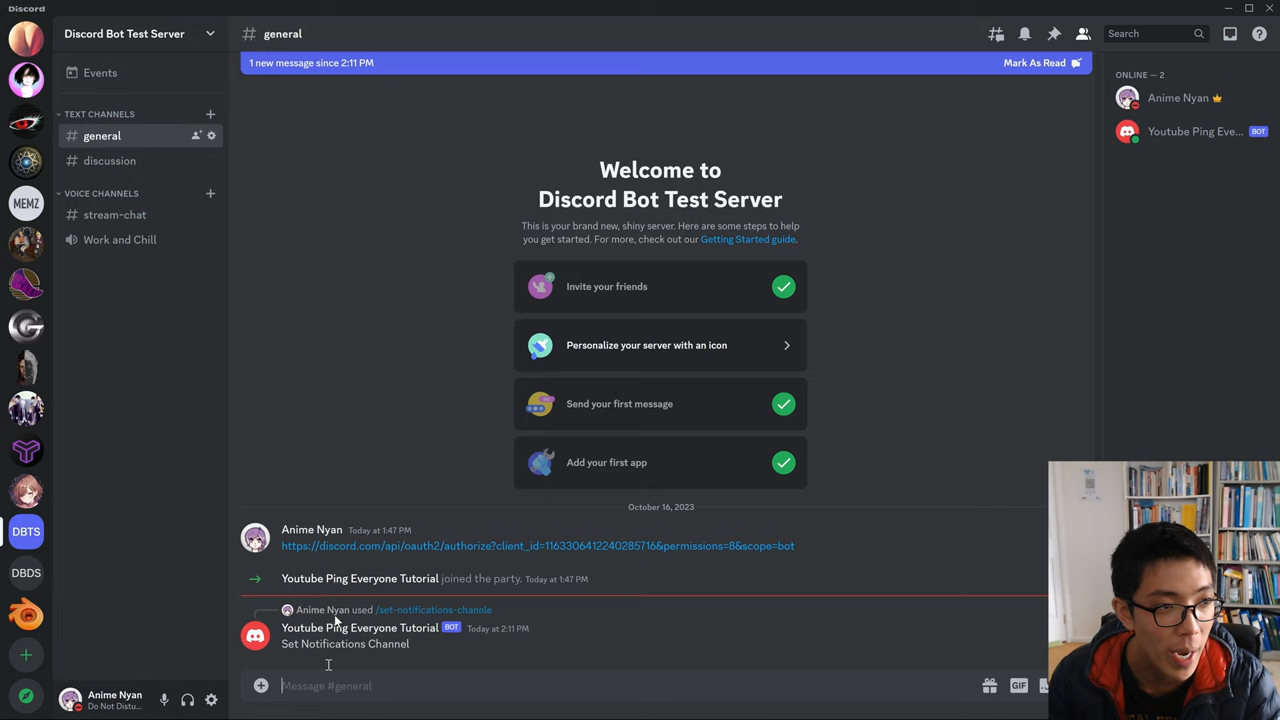 Discord
Discord Bot Test Server
general
Search
1 new message since 2:11 PM
Mark As Read
Events
TEXT CHANNELS
general
discussion
VOICE CHANNELS
stream-chat
Work and Chill
MEMZ
DBTS
DBDS
Welcome to
Discord Bot Test Server
This is your brand new, shiny server. Here are some steps to help
you get started. For more, check out our Getting Started guide.
Invite your friends
Personalize your server with an icon
Send your first message
Add your first app
October 16, 2023
Anime Nyan Today at 1:47 PM
https://discord.com/api/oauth2/authorize?client_id=1163306412240285716&permissions=8&scope=bot
Youtube Ping Everyone Tutorial joined the party. Today at 1:47 PM
Anime Nyan used /set-notifications-channle
Youtube Ping Everyone Tutorial BOT Today at 2:11 PM
Set Notifications Channel
Message #general
GIF
Anime Nyan
Do Not Distu...
ONLINE — 2
Anime Nyan
Youtube Ping Eve... BOT